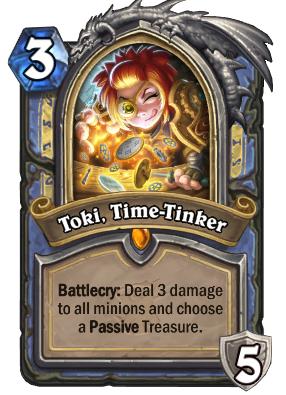 3
Toki, Time-Tinker
Battlecry: Deal 3 damage
to all minions and choose
a Passive Treasure.
5